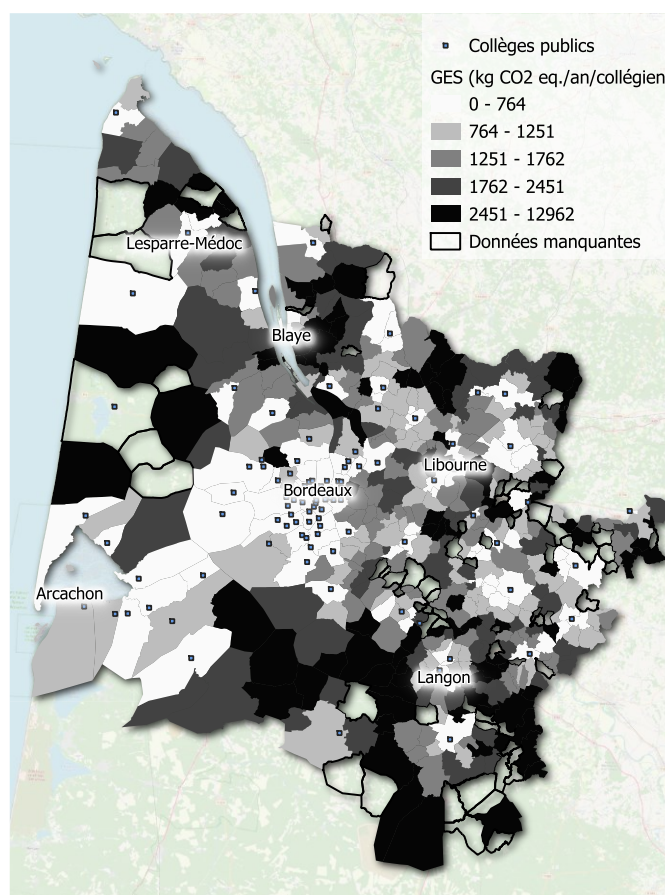 Collèges publics
GES (kg CO2 eq./an/collégien
0 - 764
764 - 1251
1251 - 1762
1762 - 2451
2451 - 12962
Données manquantes
Lesparre-Médoc
Blaye
Libourne
Bordeaux
Arcachon
Langon